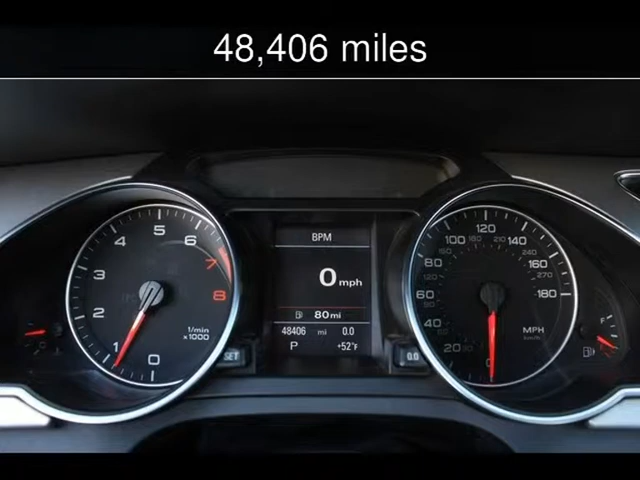 48,406 miles
BPM
0 mph
80 mi
48406 mi 0.0
P +52°F
0
1
2
3
4
5
6
7
8
1/min
x1000
SET
0.0
0
20
40
60
80
100
120
140
160
180
MPH
km/h